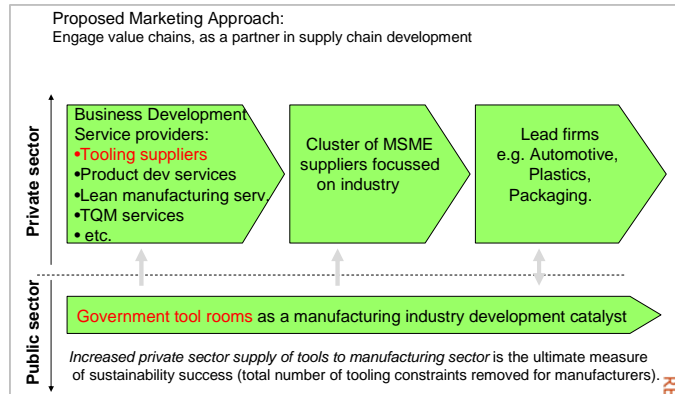 Proposed Marketing Approach:
Engage value chains, as a partner in supply chain development
Private sector
Business Development
Service providers:
•Tooling suppliers
•Product dev services
•Lean manufacturing serv.
•TQM services
• etc.
Cluster of MSME
suppliers focussed
on industry
Lead firms
e.g. Automotive,
Plastics,
Packaging.
Public sector
Government tool rooms as a manufacturing industry development catalyst
Increased private sector supply of tools to manufacturing sector is the ultimate measure
of sustainability success (total number of tooling constraints removed for manufacturers).